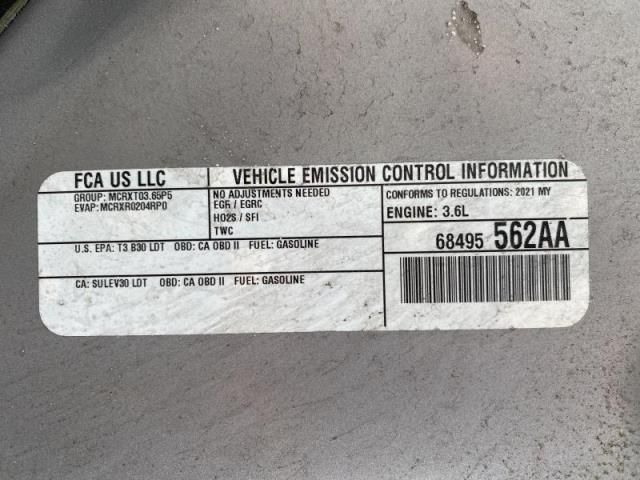 FCA US LLC
VEHICLE EMISSION CONTROL INFORMATION
GROUP: MCRXT03.65P5
EVAP: MCRXR0204RP0
NO ADJUSTMENTS NEEDED
EGR / EGRC
HO2S / SFI
TWC
CONFORMS TO REGULATIONS: 2021 MY
ENGINE: 3.6L
U.S. EPA: T3 B30 LDT OBD: CA OBD II FUEL: GASOLINE
68495 562AA
CA: SULEV30 LDT OBD: CA OBD II FUEL: GASOLINE